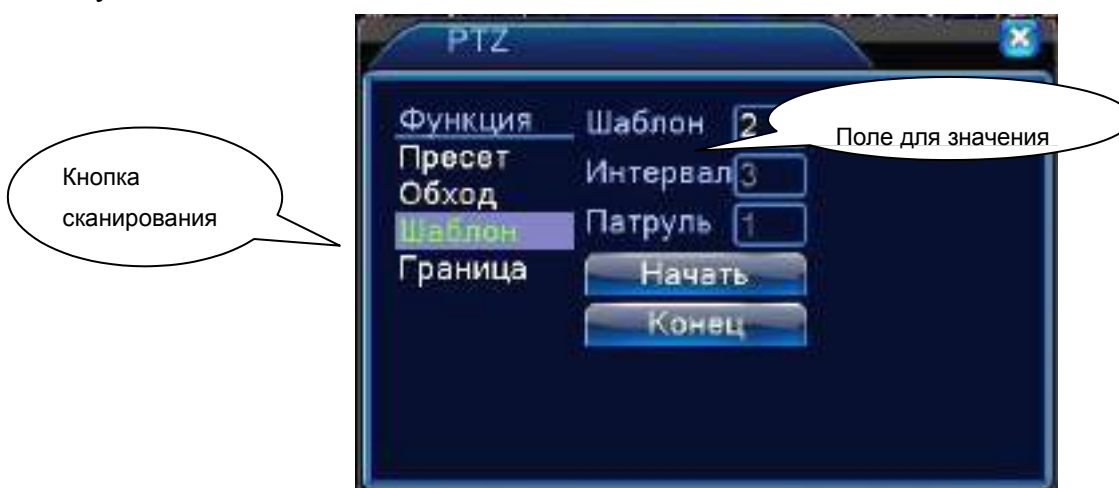 PTZ
Функция
Пресет
Обход
Шаблон
Граница
Шаблон 2
Интервал 3
Патруль 1
Начать
Конец
Кнопка
сканирования
Поле для значения